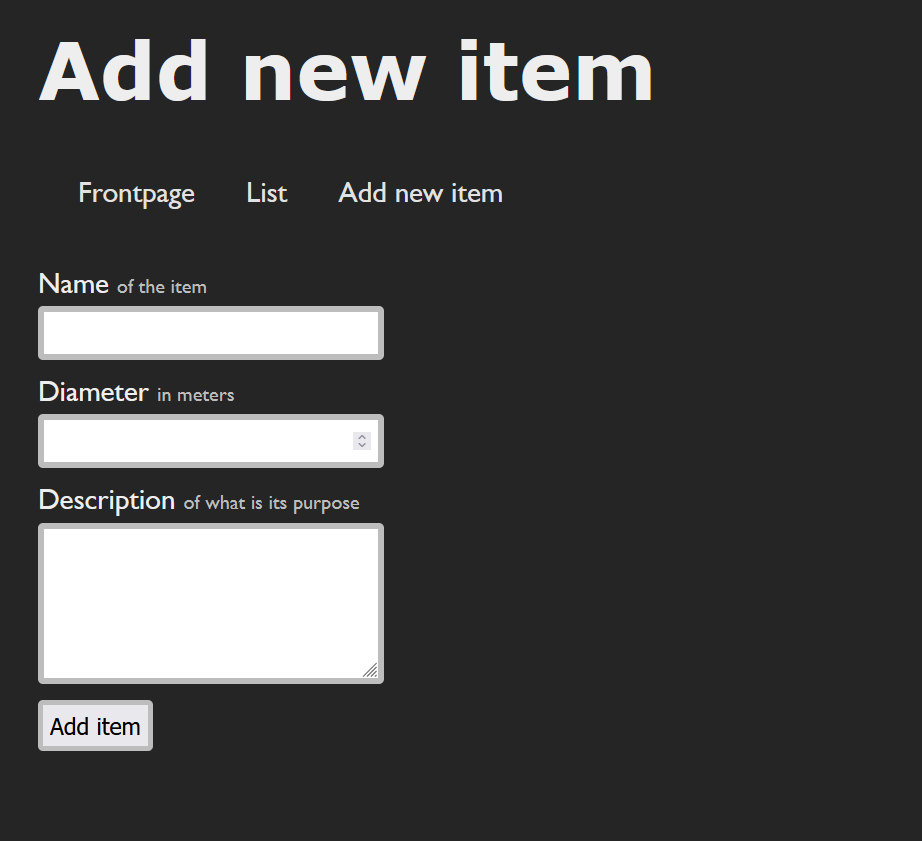 Add new item
Frontpage List Add new item
Name of the item
Diameter in meters
Description of what is its purpose
Add item